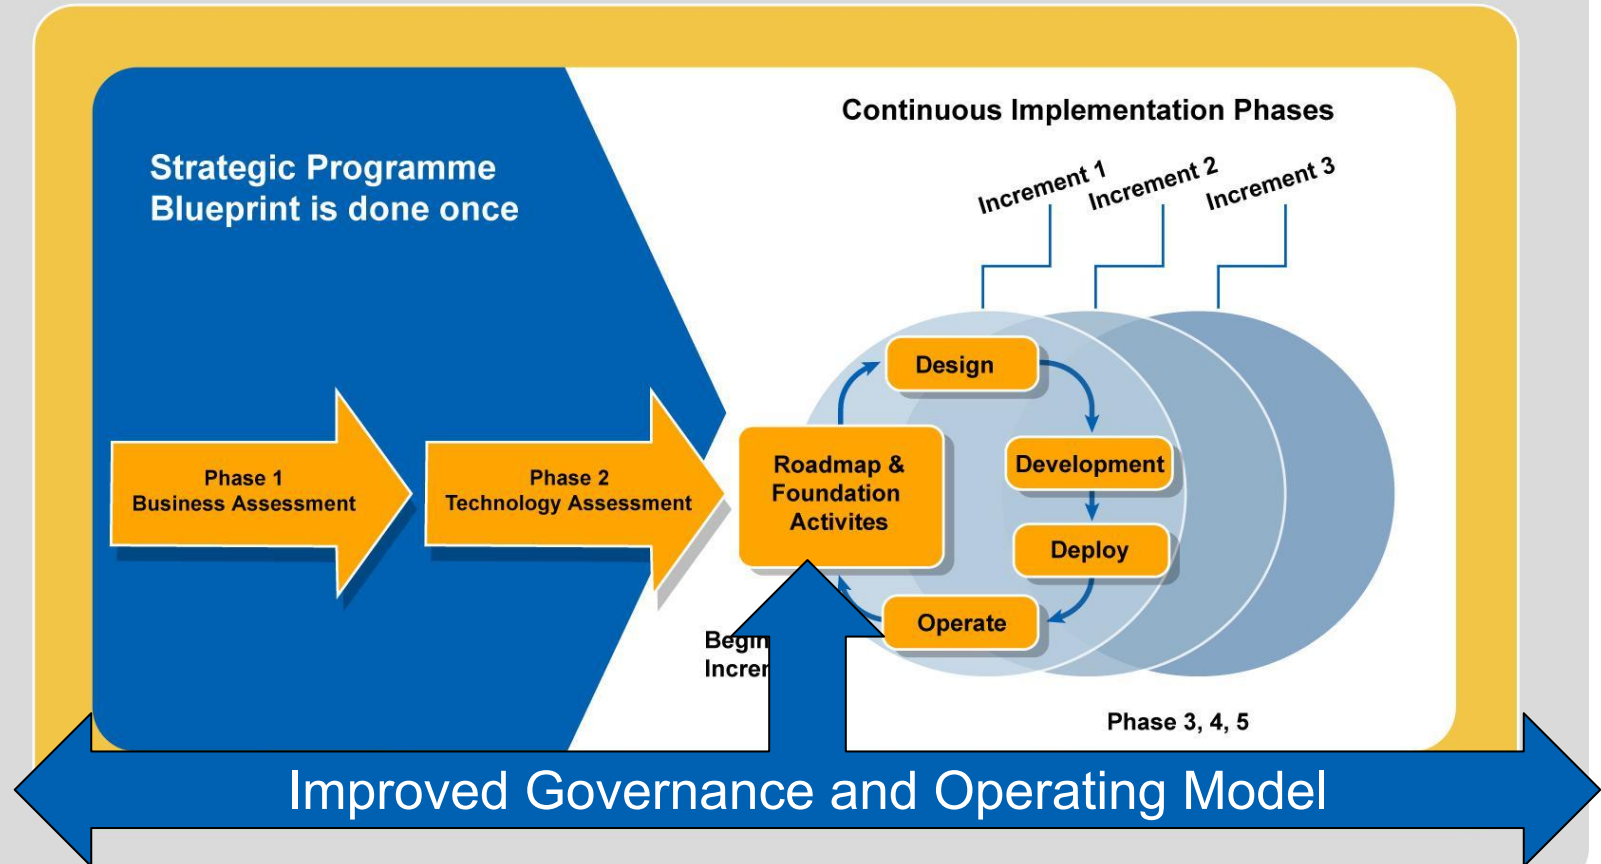 Continuous Implementation Phases
Strategic Programme
Blueprint is done once
Increment 1
Increment 2
Increment 3
Design
Phase 1
Business Assessment
Phase 2
Technology Assessment
Roadmap &
Foundation
Activites
Development
Deploy
Operate
Phase 3, 4, 5
Improved Governance and Operating Model